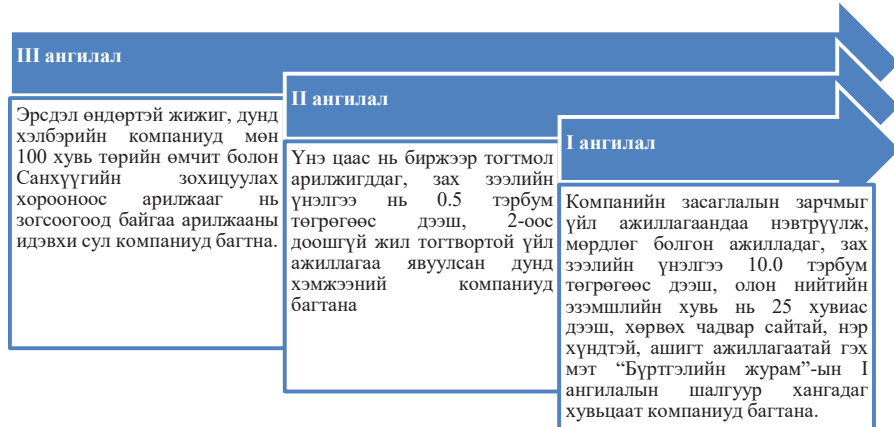 III ангилал
Эрсдэл өндөртэй жижиг, дунд
хэлбэрийн компаниуд мөн
100 хувь төрийн өмчит болон
Санхүүгийн зохицуулах
хорооноос арилжааг нь
зогсоогоод байгаа арилжааны
идэвхи сул компаниуд багтна.
II ангилал
Үнэ цаас нь биржээр тогтмол
арилжигддаг, зах зээлийн
үнэлгээ нь 0.5 тэрбум
төгрөгөөс дээш, 2-оос
доошгүй жил тогтвортой үйл
ажиллагаа явуулсан дунд
хэмжээний компаниуд
багтана
I ангилал
Компанийн засаглалын зарчмыг
үйл ажиллагаандаа нэвтрүүлж,
мөрдлөг болгон ажилладаг, зах
зээлийн үнэлгээ 10.0 тэрбум
төгрөгөөс дээш, олон нийтийн
эзэмшлийн хувь нь 25 хувиас
дээш, хөрвөх чадвар сайтай, нэр
хүндтэй, ашигт ажиллагаатай гэх
мэт “Бүртгэлийн журам”-ын I
ангилалын шалгуур хангадаг
хувьцаат компаниуд багтана.